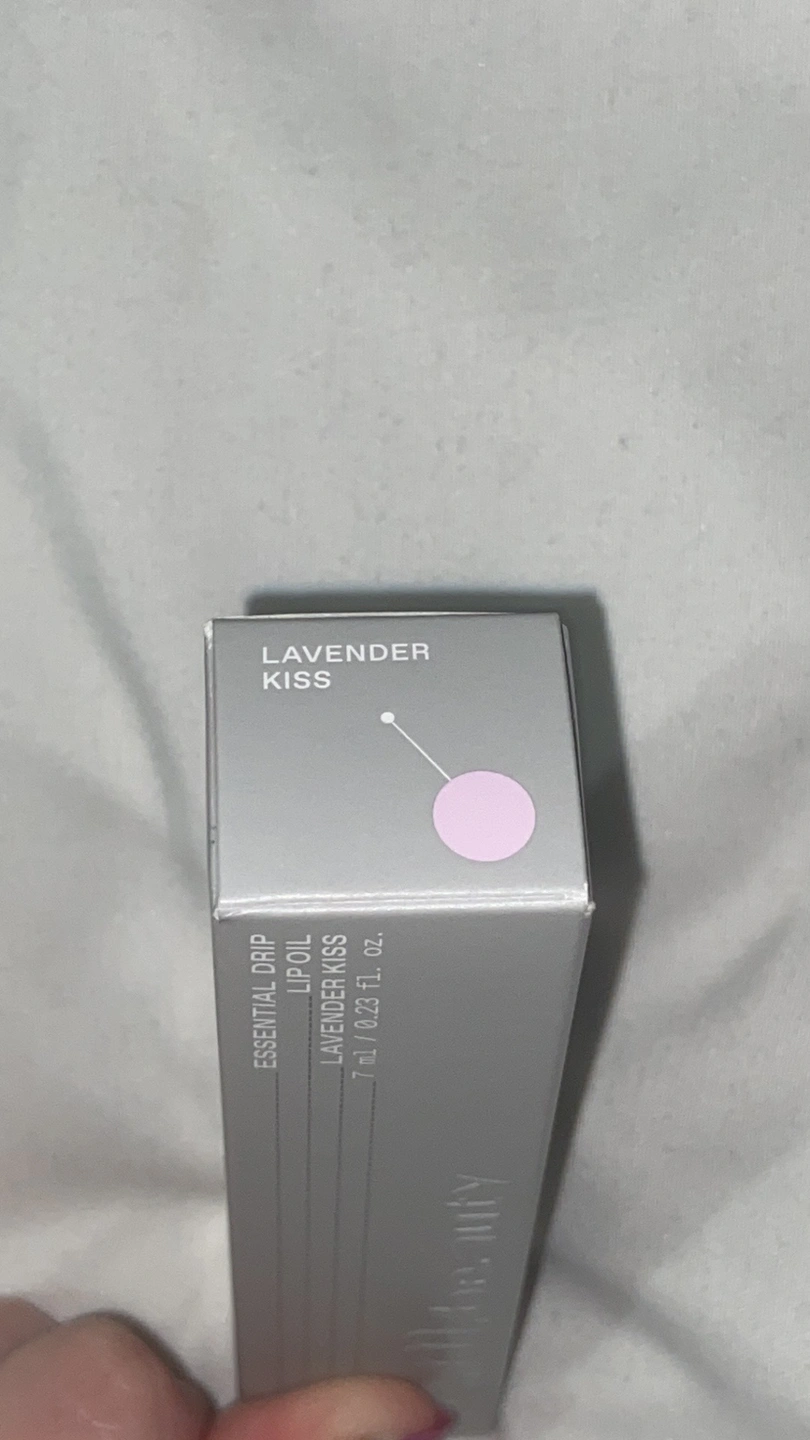 LAVENDER
KISS
ESSENTIAL DRIP
LIP OIL
LAVENDER KISS
7 ml / 0.23 fl. oz.